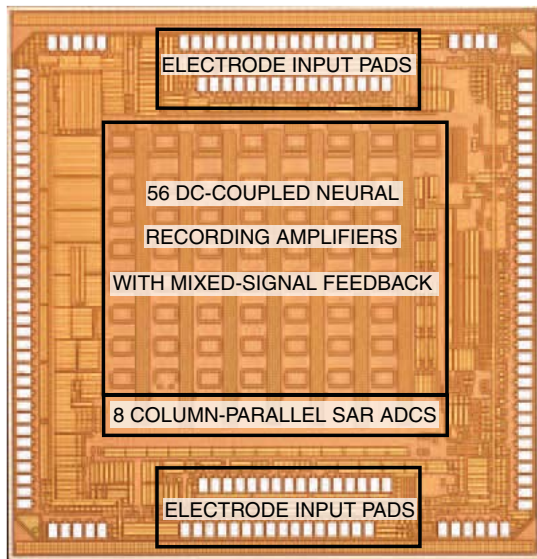 ELECTRODE INPUT PADS
56 DC-COUPLED NEURAL
RECORDING AMPLIFIERS
WITH MIXED-SIGNAL FEEDBACK
8 COLUMN-PARALLEL SAR ADCS
ELECTRODE INPUT PADS